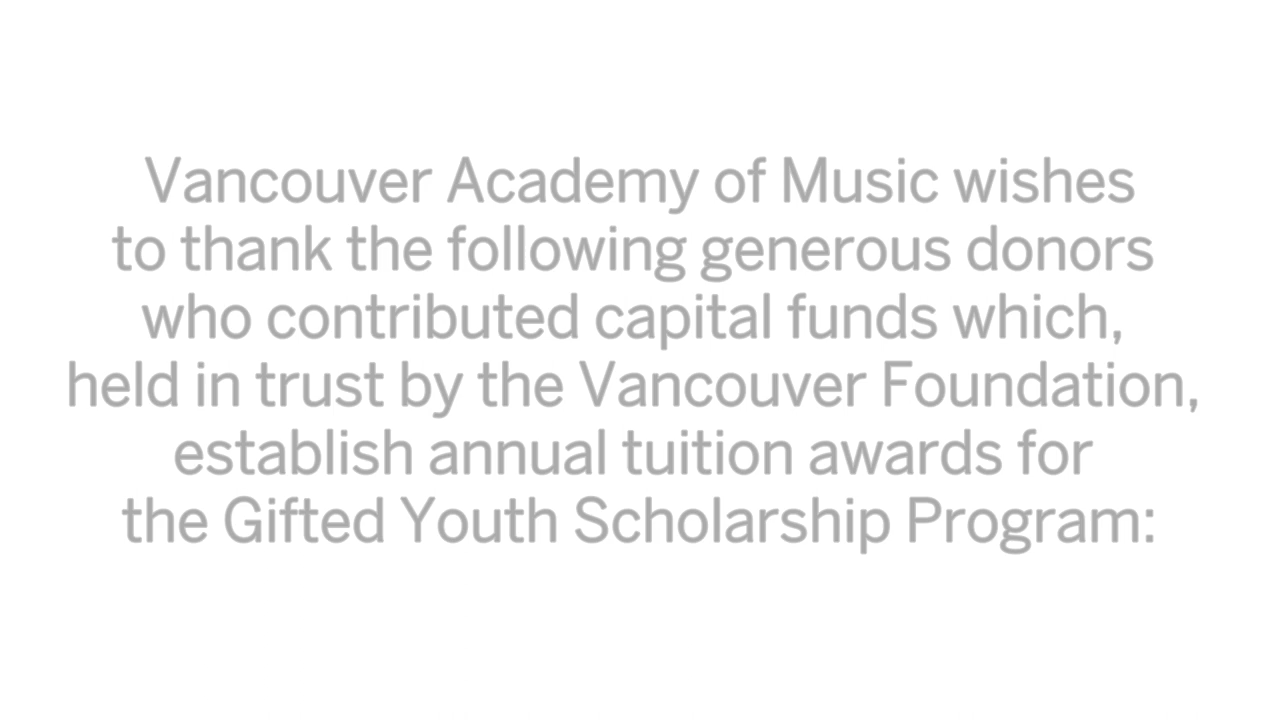 Vancouver Academy of Music wishes
to thank the following generous donors
who contributed capital funds which,
held in trust by the Vancouver Foundation,
establish annual tuition awards for
the Gifted Youth Scholarship Program: